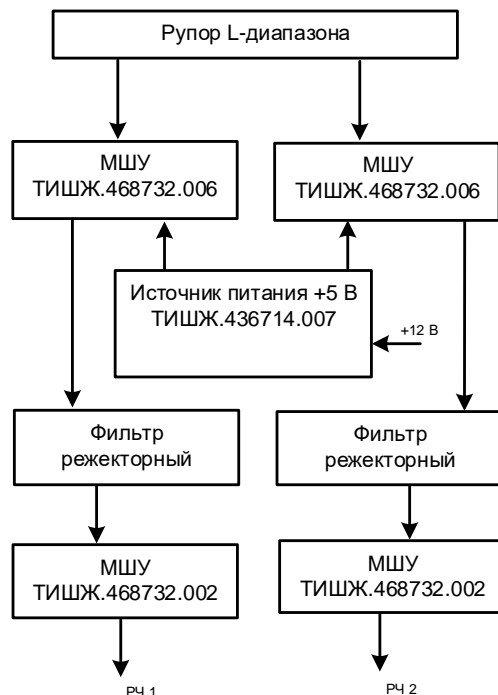 Рупор L-диапазона
МШУ
ТИШЖ.468732.006
МШУ
ТИШЖ.468732.006
Источник питания +5 В
ТИШЖ.436714.007
+12 В
Фильтр
режекторный
Фильтр
режекторный
МШУ
ТИШЖ.468732.002
МШУ
ТИШЖ.468732.002
РЧ 1
РЧ 2